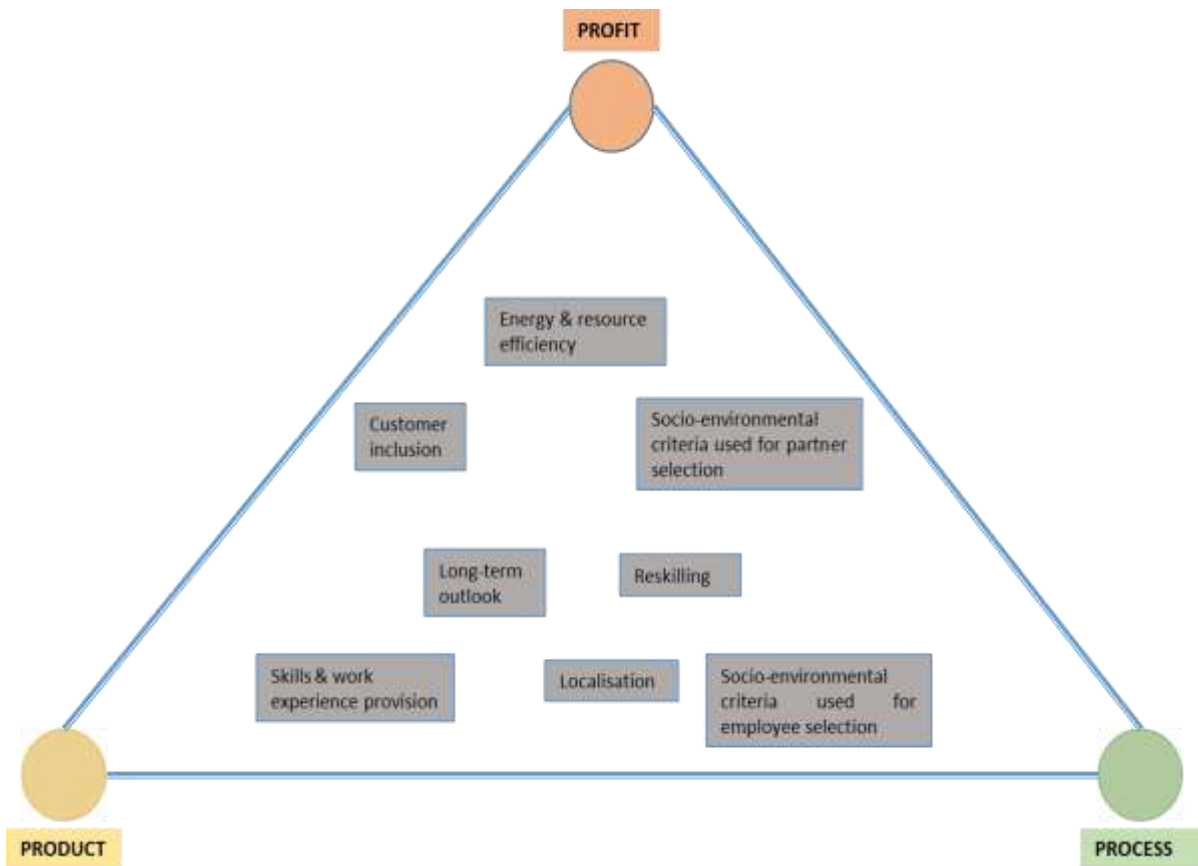 PROFIT
Energy & resource
efficiency
Customer
inclusion
Socio-environmental
criteria used for partner
selection
Long-term
outlook
Reskilling
Skills & work
experience provision
Localisation
Socio-environmental
criteria used for
employee selection
PRODUCT
PROCESS